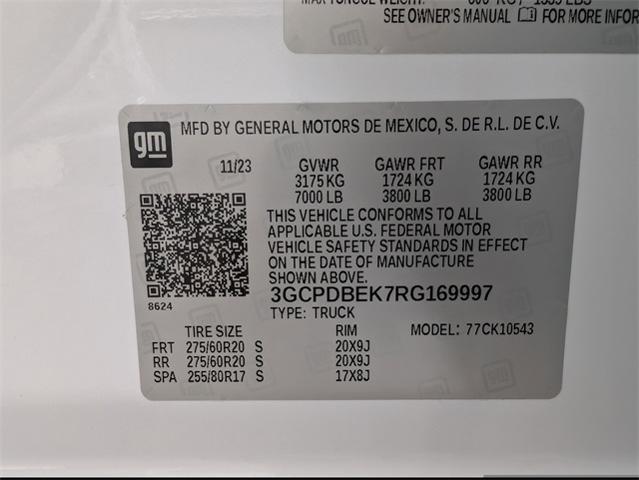 SEE OWNER'S MANUAL FOR MORE INFOR
gm
MFD BY GENERAL MOTORS DE MEXICO, S. DE R.L. DE C.V.
11/23 GVWR GAWR FRT GAWR RR
3175 KG 1724 KG 1724 KG
7000 LB 3800 LB 3800 LB
THIS VEHICLE CONFORMS TO ALL
APPLICABLE U.S. FEDERAL MOTOR
VEHICLE SAFETY STANDARDS IN EFFECT
ON THE DATE OF MANUFACTURE
SHOWN ABOVE.
3GCPDBEK7RG169997
8624
TYPE: TRUCK
TIRE SIZE RIM MODEL: 77CK10543
FRT 275/60R20 S 20X9J
RR 275/60R20 S 20X9J
SPA 255/80R17 S 17X8J